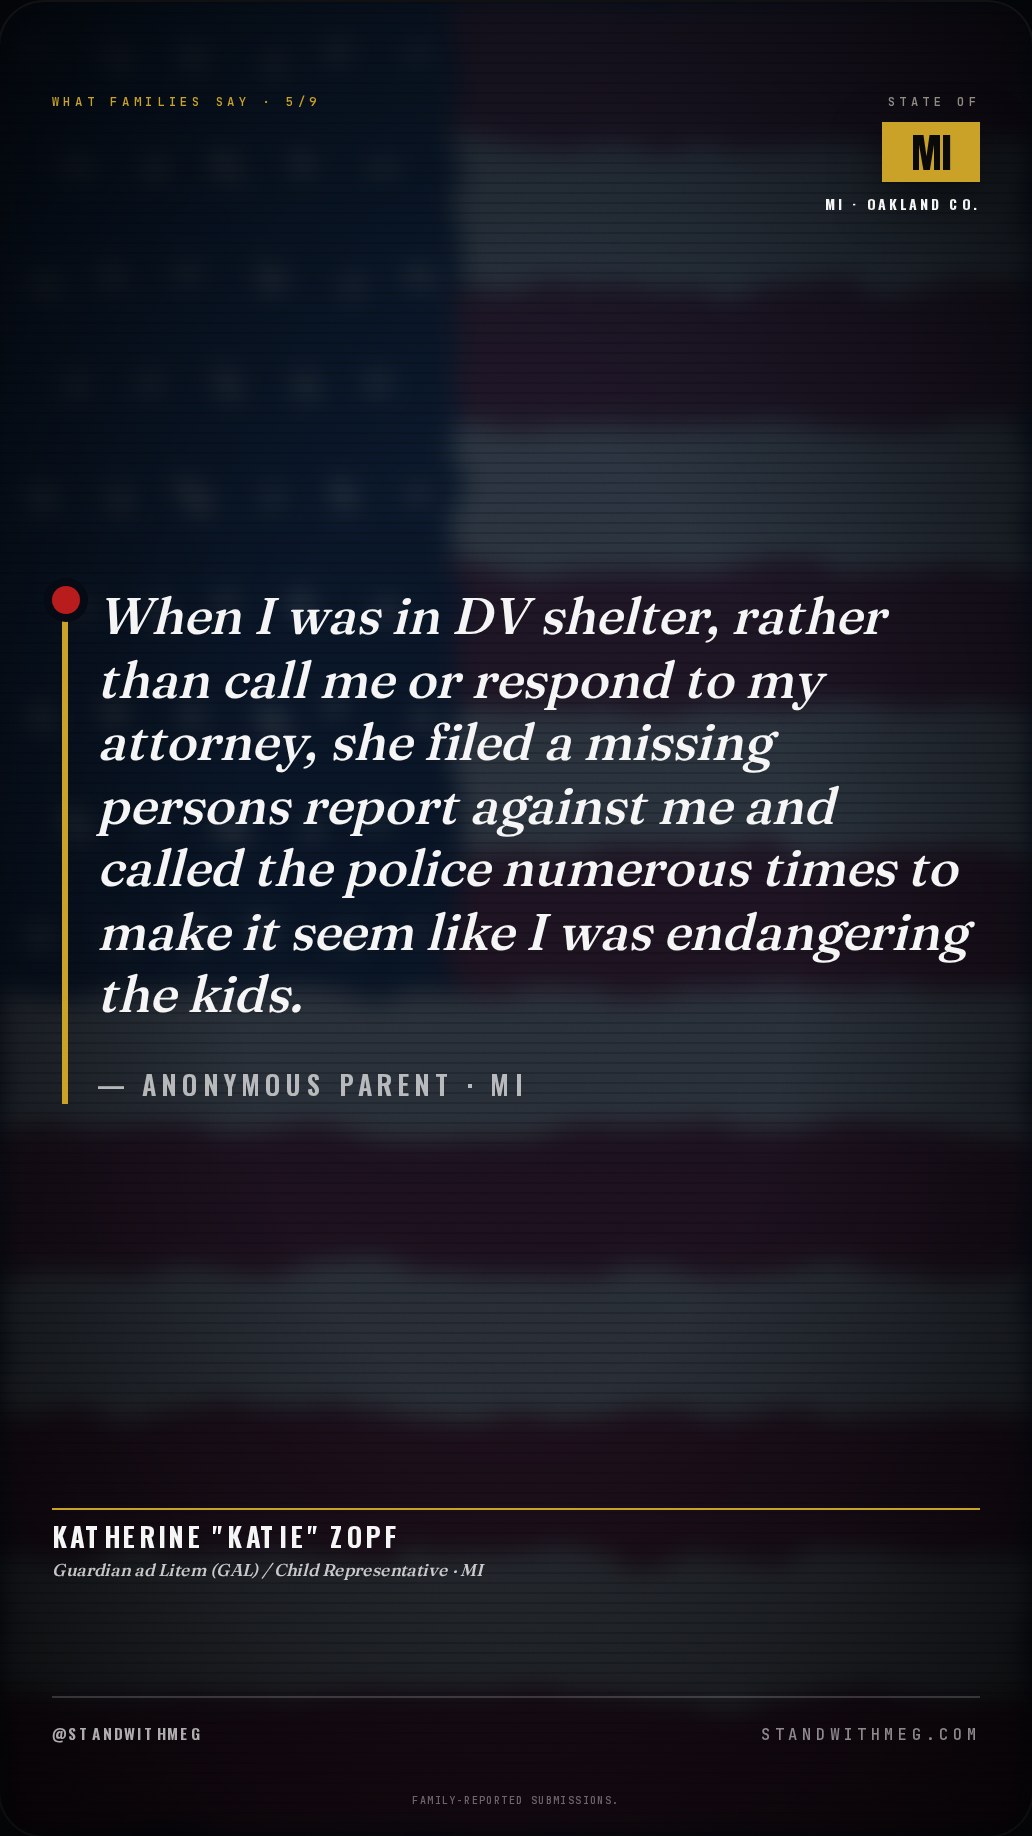 WHAT FAMILIES SAY · 5/9
STATE OF
MI
MI · OAKLAND CO.
When I was in DV shelter, rather
than call me or respond to my
attorney, she filed a missing
persons report against me and
called the police numerous times to
make it seem like I was endangering
the kids.
— ANONYMOUS PARENT · MI
KATHERINE "KATIE" ZOPF
Guardian ad Litem (GAL) / Child Representative · MI
@STANDWITHMEG
STANDWITHMEG.COM
FAMILY-REPORTED SUBMISSIONS.